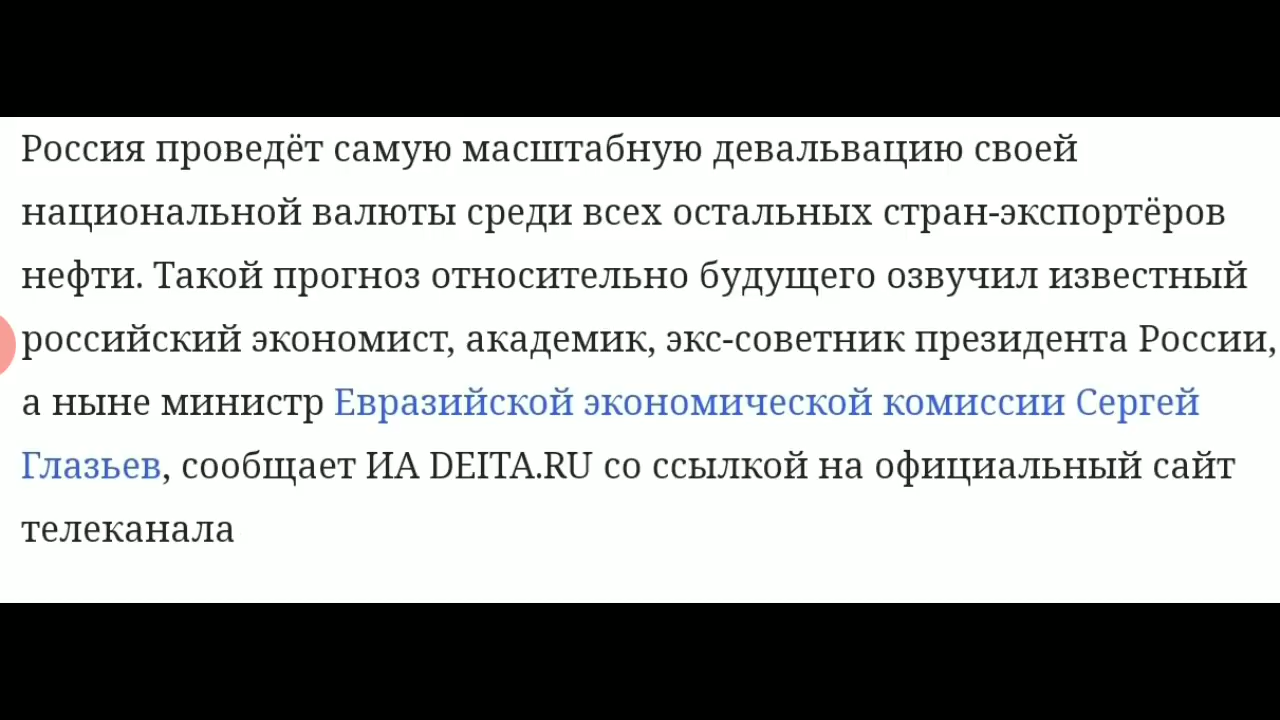 Россия проведёт самую масштабную девальвацию своей
национальной валюты среди всех остальных стран-экспортёров
нефти. Такой прогноз относительно будущего озвучил известный
российский экономист, академик, экс-советник президента России,
а ныне министр Евразийской экономической комиссии Сергей
Глазьев, сообщает ИА DEITA.RU со ссылкой на официальный сайт
телеканала